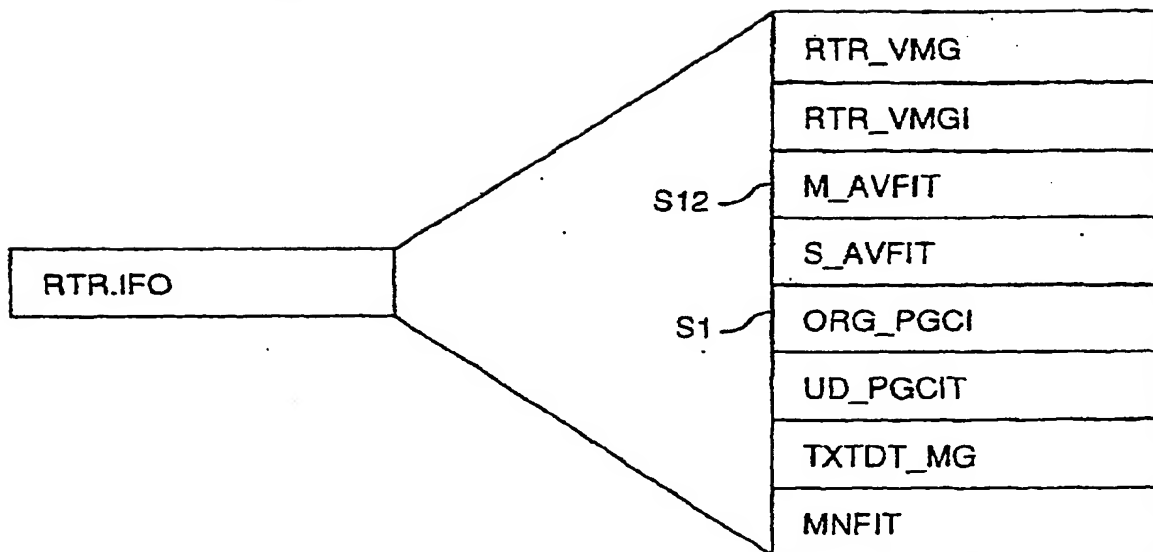 RTR_VMG
RTR_VMGI
S12
M_AVFIT
S_AVFIT
RTR.IFO
S1
ORG_PGCI
UD_PGCIT
TXTDT_MG
MNFIT